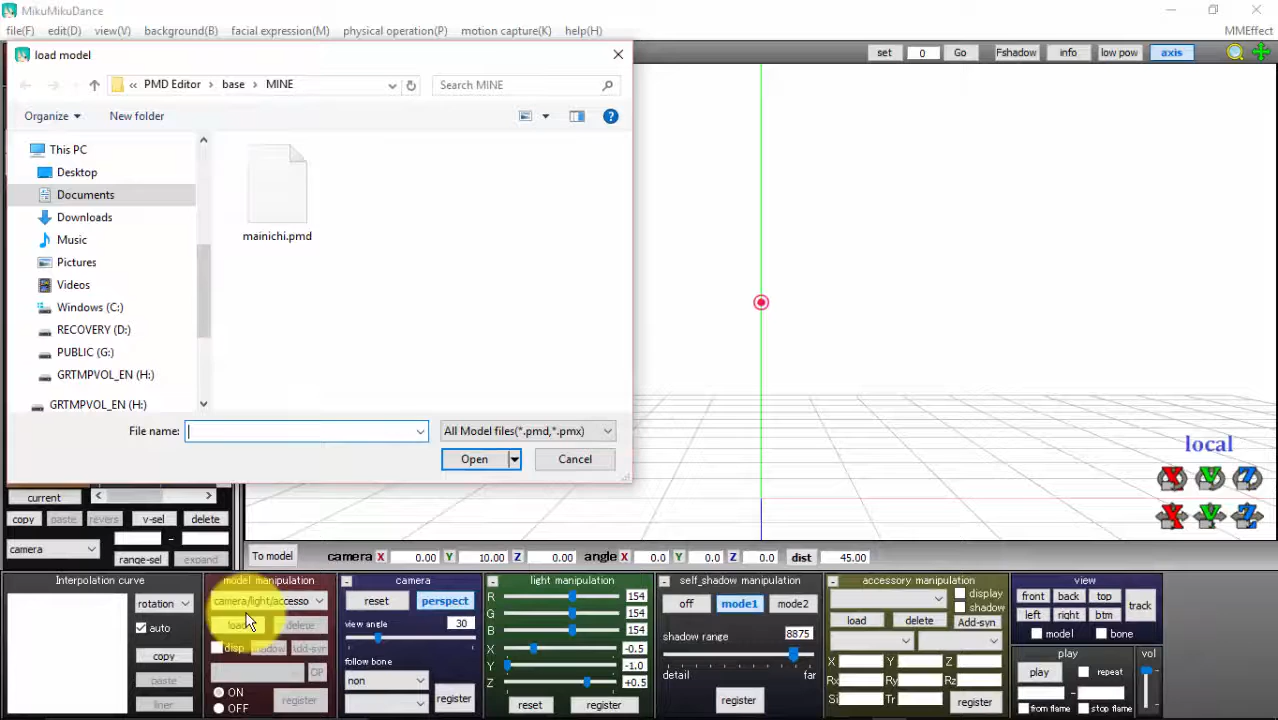 MikuMikuDance
file(F) edit(D) view(V) background(B) facial expression(M) physical operation(P) motion capture(K) help(H) MMEffect
load model
set 0 Go Fshadow info low pow axis
« PMD Editor base MINE Search MINE
Organize New folder
This PC
Desktop
Documents
Downloads
Music
Pictures
Videos
Windows (C:)
RECOVERY (D:)
PUBLIC (G:)
GRTMPVOL_EN (H:)
GRTMPVOL_EN (H:)
mainichi.pmd
File name: All Model files(*.pmd,*.pmx)
Open Cancel
local
X Y Z
X Y Z
current
copy paste revers v-sel delete
camera range-sel expand
To model camera X 0.00 Y 10.00 Z 0.00 angle X 0.0 Y 0.0 Z 0.0 dist 45.00
Interpolation curve
rotation
auto
copy
paste
liner
model manipulation
camera/light/accesso
load delete
disp shadow Add-syn
OP
ON
OFF
register
camera
reset perspect
view angle 30
follow bone
non
register
light manipulation
R 154
G 154
B 154
X -0.5
Y -1.0
Z +0.5
reset register
self_shadow manipulation
off mode1 mode2
shadow range 8875
detail far
register
accessory manipulation
display
shadow
load delete Add-syn
X Y Z
Rx Ry Rz
Si Tr register
view
front back top
left right btm
track
model bone
play
play repeat
-
from flame stop flame
vol